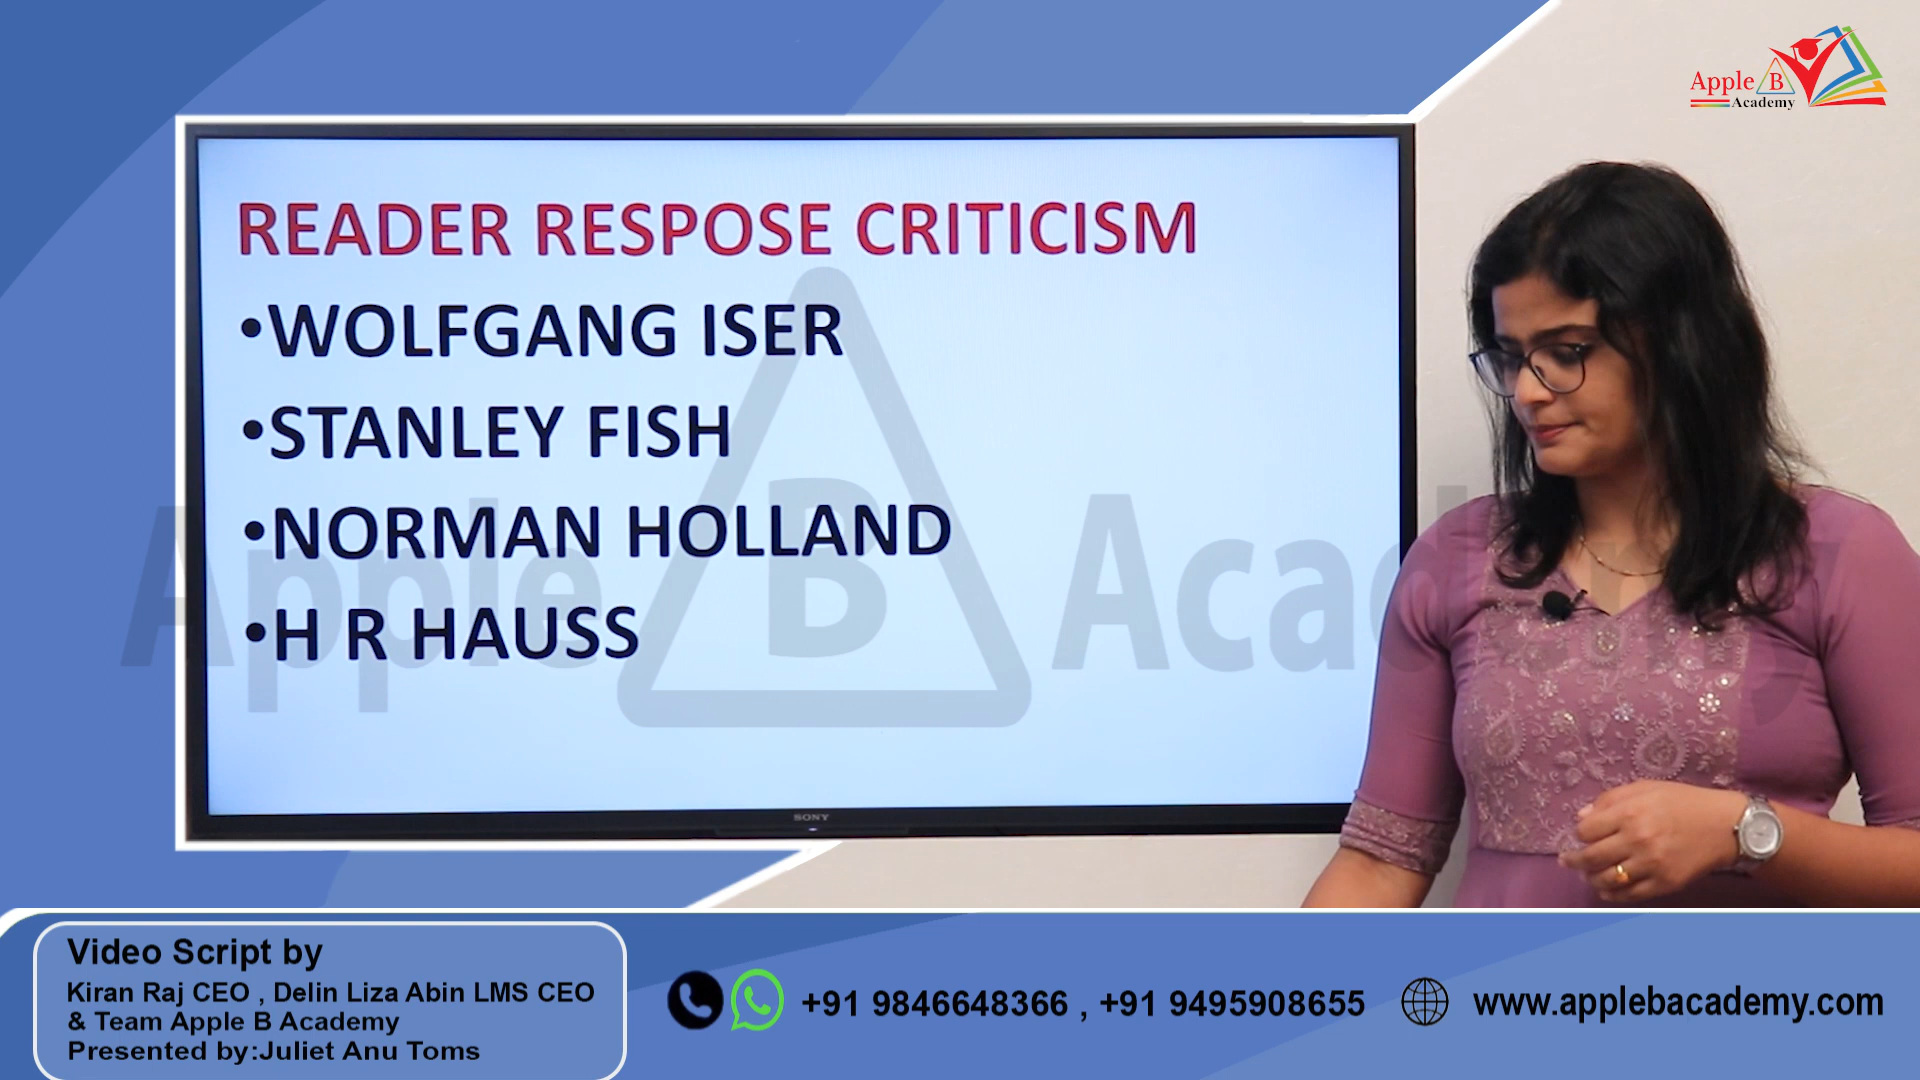 Apple B
Academy
READER RESPOSE CRITICISM
•WOLFGANG ISER
•STANLEY FISH
•NORMAN HOLLAND
•H R HAUSS
Apple B Academy
SONY
Video Script by
Kiran Raj CEO , Delin Liza Abin LMS CEO
& Team Apple B Academy
Presented by:Juliet Anu Toms
+91 9846648366 , +91 9495908655
www.applebacademy.com